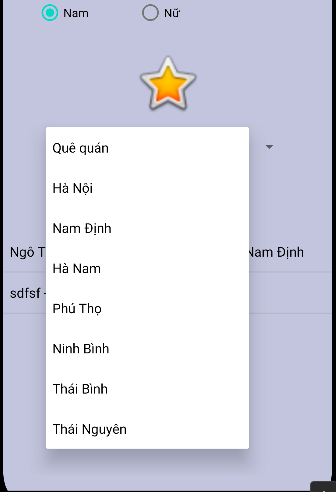 Nam
Nữ
Quê quán
Hà Nội
Nam Định
Ngô T
Nam Định
Hà Nam
sdfsf -
Phú Thọ
Ninh Bình
Thái Bình
Thái Nguyên